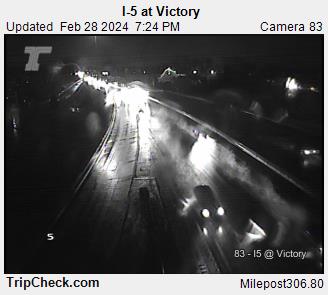 I-5 at Victory
Updated  Feb 28 2024  7:24 PM  Camera 83
T
S
83 - I5 @ Victory
TripCheck.com  Milepost306.80